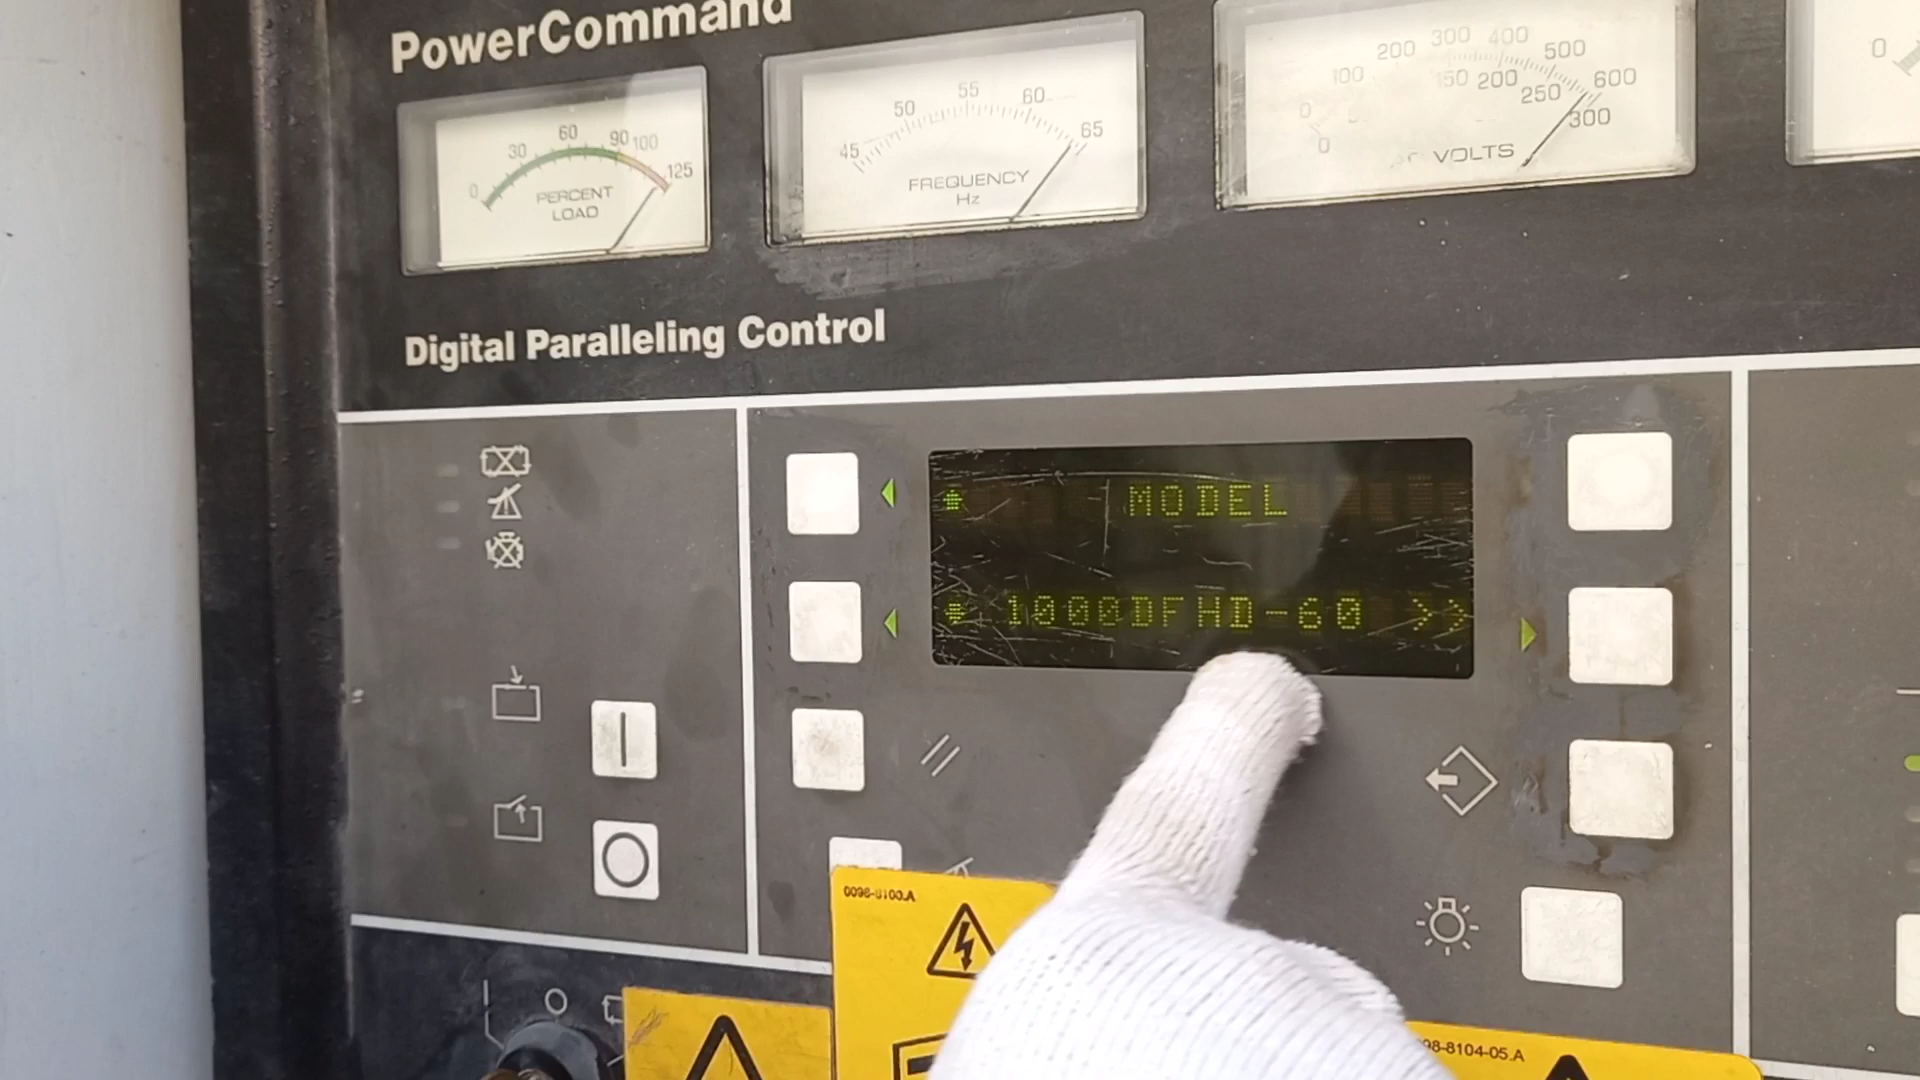 PowerCommand
0 30 60 90 100 125
PERCENT
LOAD
45 50 55 60 65
FREQUENCY
Hz
0 100 200 300 400 500 600
0 150 200 250 300
VOLTS
0
Digital Paralleling Control
MODEL
1000DFHD-60 >>
0098-8103.A
98-8104-05.A